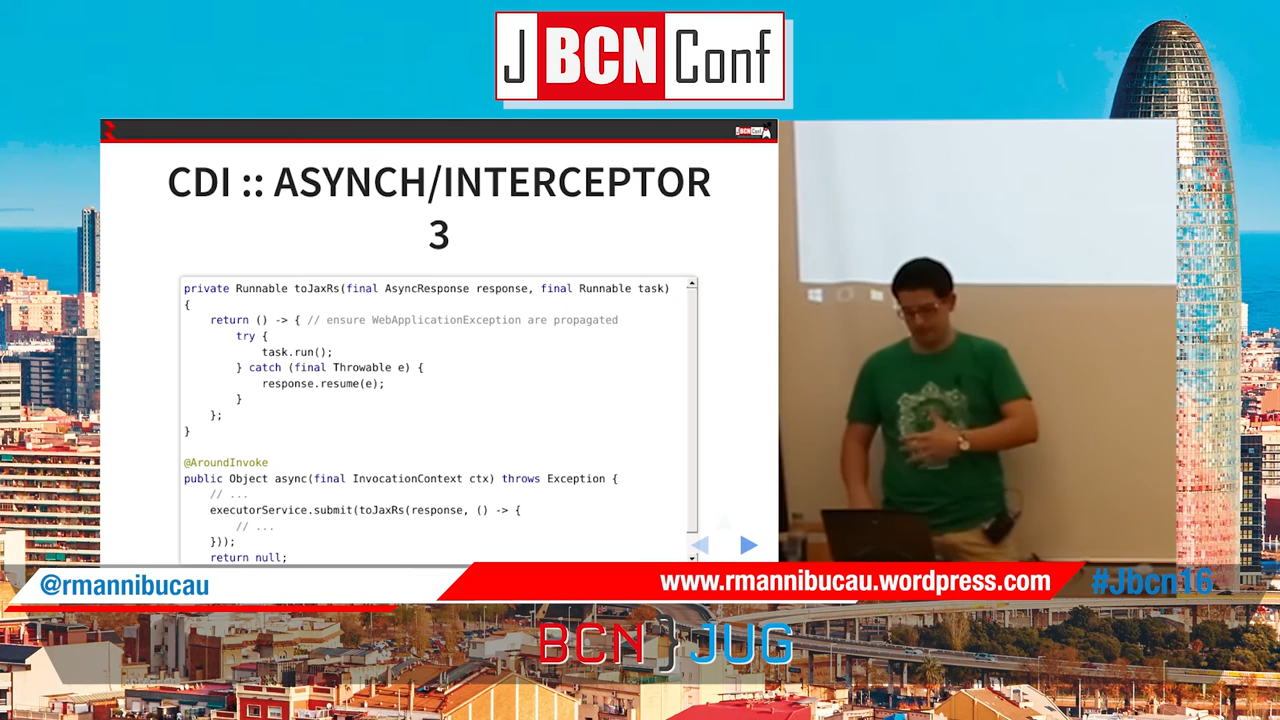 J BCN Conf
JBCNConf
CDI :: ASYNCH/INTERCEPTOR
3
private Runnable toJaxRs(final AsyncResponse response, final Runnable task)
{
    return () -> { // ensure WebApplicationException are propagated
        try {
            task.run();
        } catch (final Throwable e) {
            response.resume(e);
        }
    };
}
@AroundInvoke
public Object async(final InvocationContext ctx) throws Exception {
    // ...
    executorService.submit(toJaxRs(response, () -> {
        // ...
    }));
    return null;
@rmannibucau
www.rmannibucau.wordpress.com
#Jbcn16
BCN } JUG